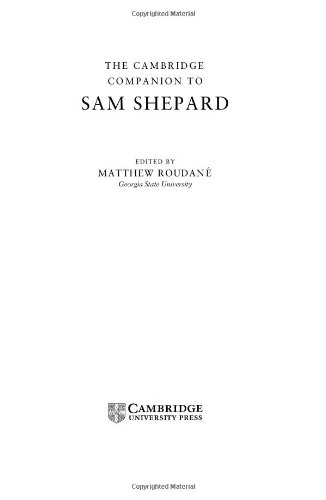 Copyrighted Material
THE CAMBRIDGE
COMPANION TO
SAM SHEPARD
EDITED BY
MATTHEW ROUDANÉ
Georgia State University
CAMBRIDGE
UNIVERSITY PRESS
Copyrighted Material